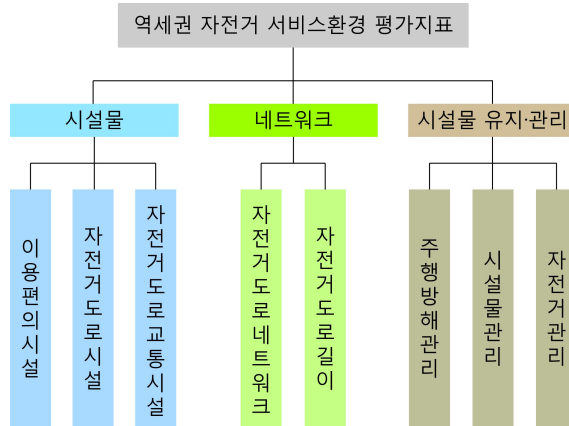 역세권 자전거 서비스환경 평가지표
시설물
네트워크
시설물 유지·관리
이용편의시설
자전거도로시설
자전거도로교통시설
자전거도로네트워크
자전거도로길이
주행방해관리
시설물관리
자전거관리